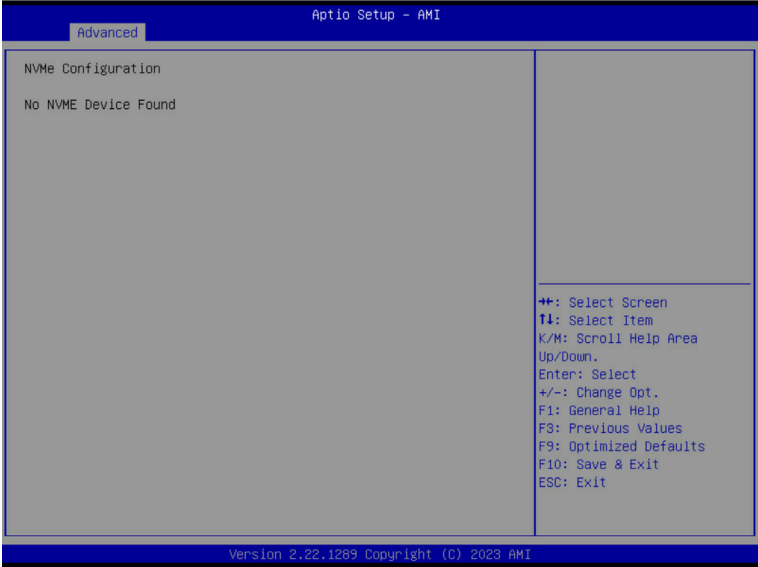 Aptio Setup – AMI
Advanced
NVMe Configuration
No NVME Device Found
→←: Select Screen
↑↓: Select Item
K/M: Scroll Help Area
Up/Down.
Enter: Select
+/-: Change Opt.
F1: General Help
F3: Previous Values
F9: Optimized Defaults
F10: Save & Exit
ESC: Exit
Version 2.22.1289 Copyright (C) 2023 AMI